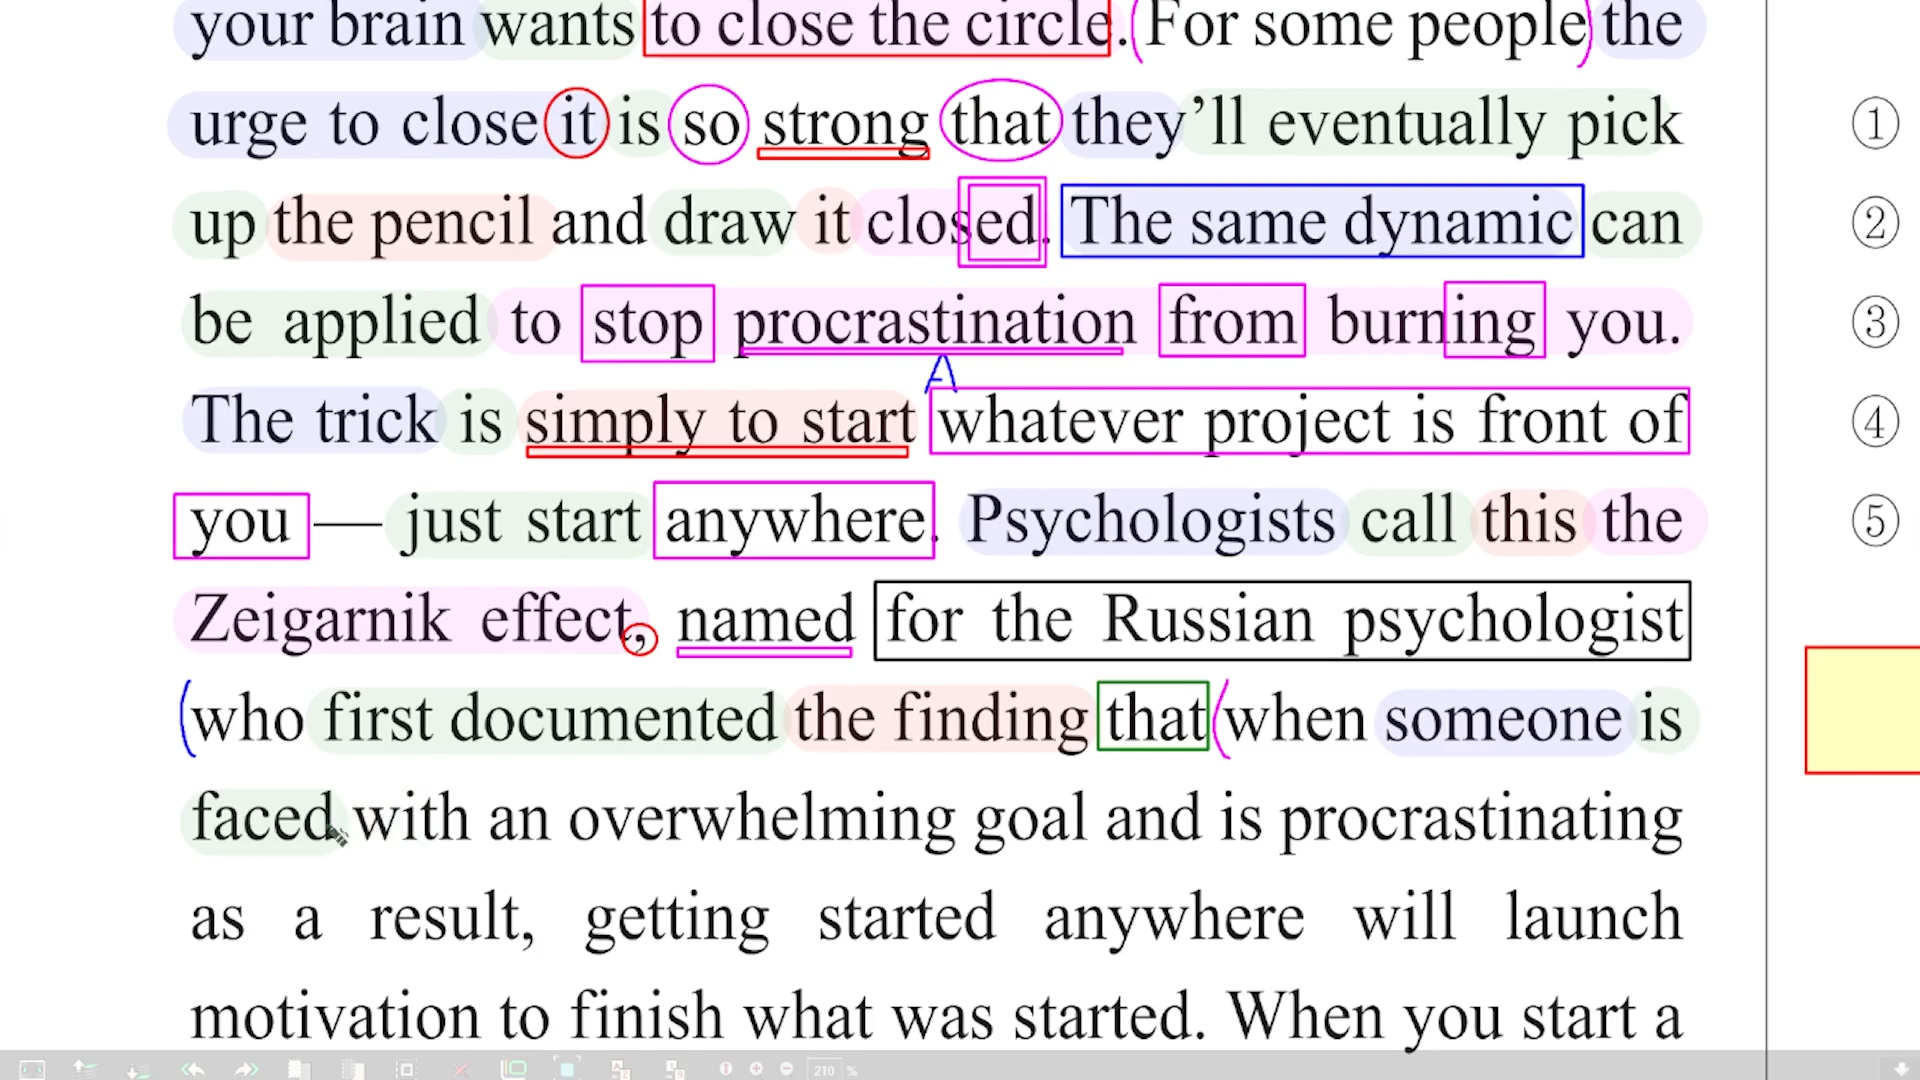 your brain wants to close the circle. (For some people) the
urge to close it is so strong that they’ll eventually pick
up the pencil and draw it closed. The same dynamic can
be applied to stop procrastination from burning you.
A
The trick is simply to start whatever project is front of
you — just start anywhere. Psychologists call this the
Zeigarnik effect, named for the Russian psychologist
(who first documented the finding that (when someone is
faced with an overwhelming goal and is procrastinating
as a result, getting started anywhere will launch
motivation to finish what was started. When you start a
①
②
③
④
⑤
210 %